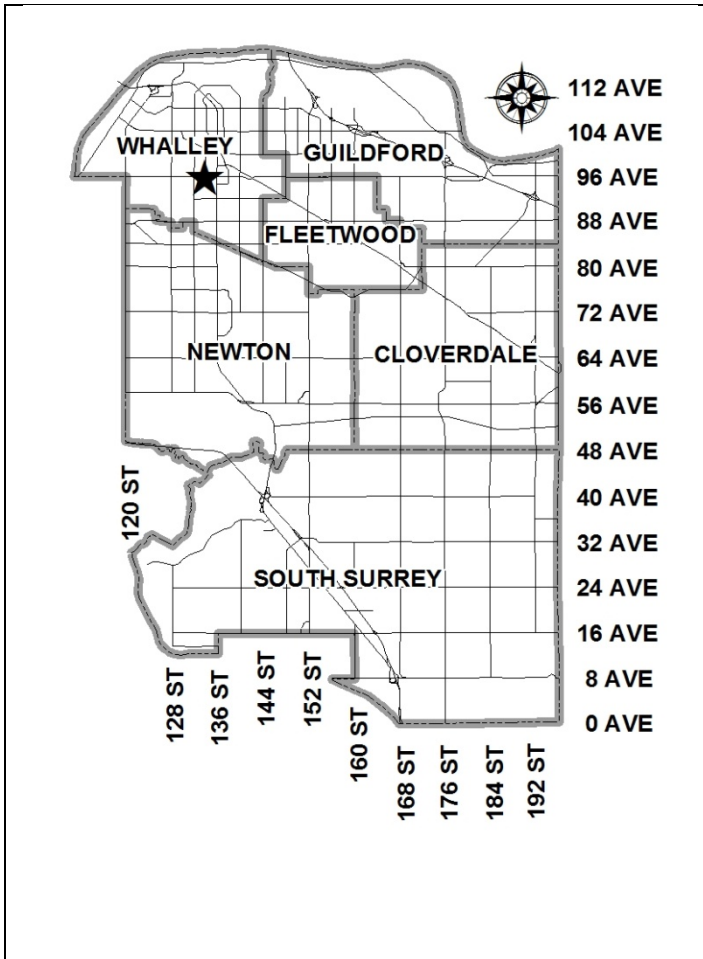 112 AVE
104 AVE
WHALLEY
GUILDFORD
96 AVE
88 AVE
FLEETWOOD
80 AVE
72 AVE
NEWTON
CLOVERDALE
64 AVE
56 AVE
48 AVE
120 ST
40 AVE
32 AVE
SOUTH SURREY
24 AVE
16 AVE
8 AVE
0 AVE
128 ST
136 ST
144 ST
152 ST
160 ST
168 ST
176 ST
184 ST
192 ST